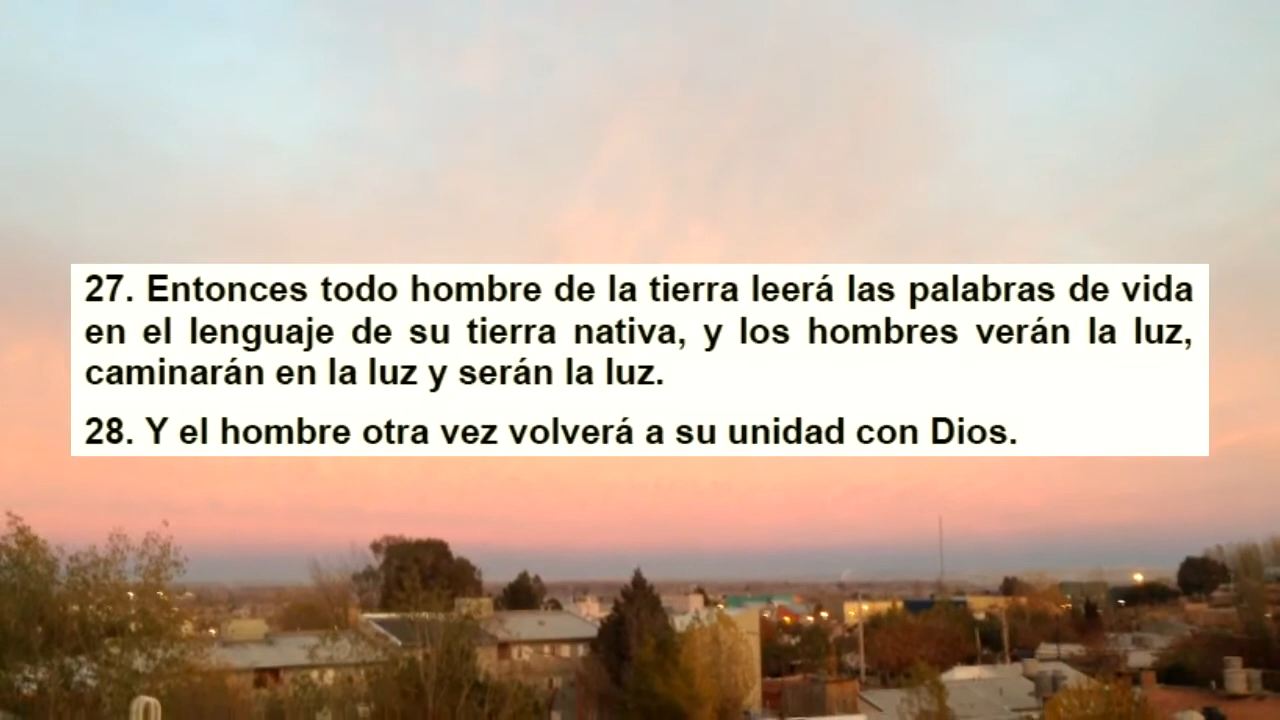 27. Entonces todo hombre de la tierra leerá las palabras de vida
en el lenguaje de su tierra nativa, y los hombres verán la luz,
caminarán en la luz y serán la luz.
28. Y el hombre otra vez volverá a su unidad con Dios.